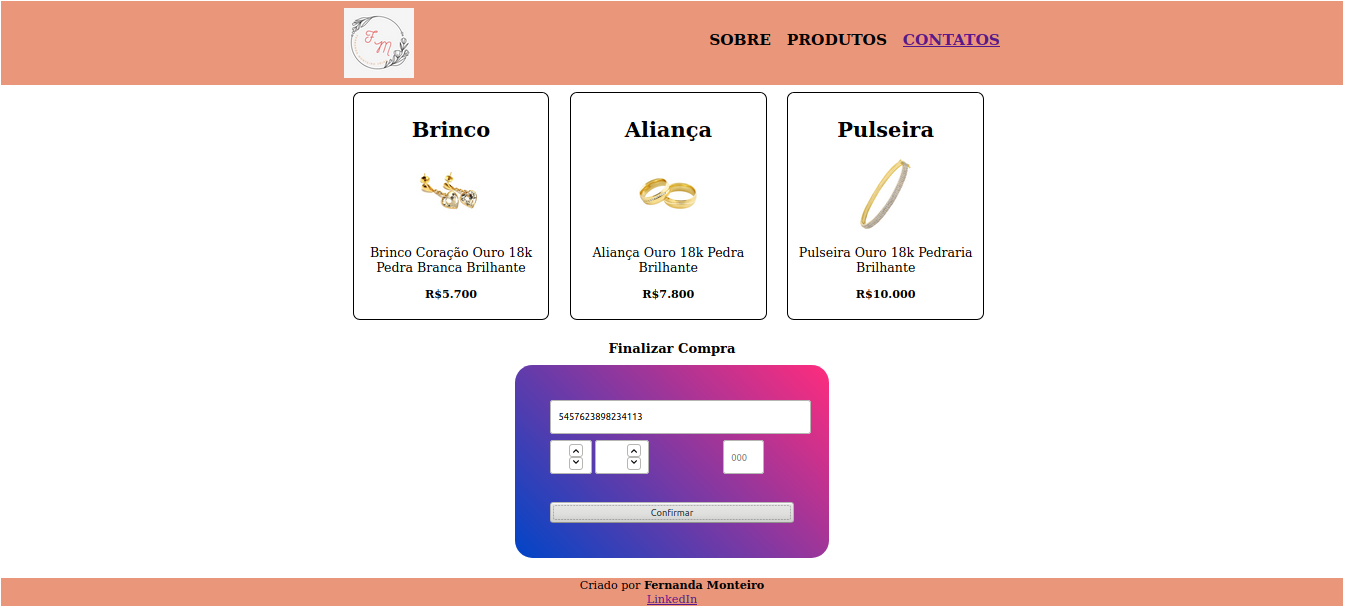 F M
SOBRE PRODUTOS CONTATOS
Brinco
Aliança
Pulseira
Brinco Coração Ouro 18k
Pedra Branca Brilhante
R$5.700
Aliança Ouro 18k Pedra
Brilhante
R$7.800
Pulseira Ouro 18k Pedraria
Brilhante
R$10.000
Finalizar Compra
5457623898234113
000
Confirmar
Criado por Fernanda Monteiro
LinkedIn